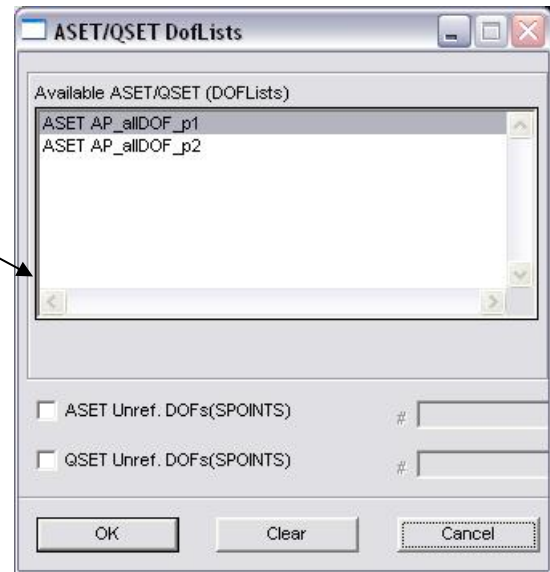 ASET/QSET DofLists
Available ASET/QSET (DOFLists)
ASET AP_allDOF_p1
ASET AP_allDOF_p2
ASET Unref. DOFs(SPOINTS) #
QSET Unref. DOFs(SPOINTS) #
OK Clear Cancel